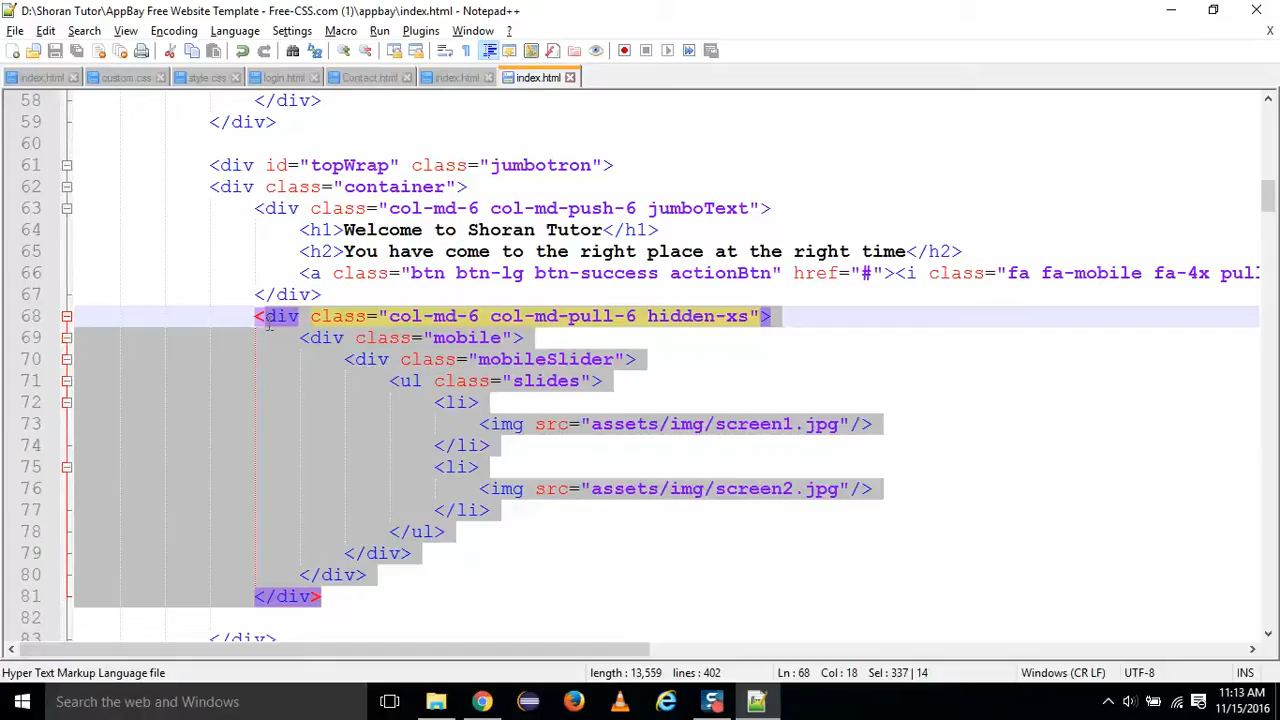 D:\Shoran Tutor\AppBay Free Website Template - Free-CSS.com (1)\appbay\index.html - Notepad++
File Edit Search View Encoding Language Settings Macro Run Plugins Window ? X
index.html custom.css style.css login.html Contact.html index.html index.html
58 </div>
59 </div>
60
61 <div id="topWrap" class="jumbotron">
62 <div class="container">
63 <div class="col-md-6 col-md-push-6 jumboText">
64 <h1>Welcome to Shoran Tutor</h1>
65 <h2>You have come to the right place at the right time</h2>
66 <a class="btn btn-lg btn-success actionBtn" href="#"><i class="fa fa-mobile fa-4x pul
67 </div>
68 <div class="col-md-6 col-md-pull-6 hidden-xs">
69 <div class="mobile">
70 <div class="mobileSlider">
71 <ul class="slides">
72 <li>
73 <img src="assets/img/screen1.jpg"/>
74 </li>
75 <li>
76 <img src="assets/img/screen2.jpg"/>
77 </li>
78 </ul>
79 </div>
80 </div>
81 </div>
82
83 </div>
Hyper Text Markup Language file length : 13,559 lines : 402 Ln : 68 Col : 18 Sel : 337 | 14 Windows (CR LF) UTF-8 INS
Search the web and Windows
11:13 AM
11/15/2016